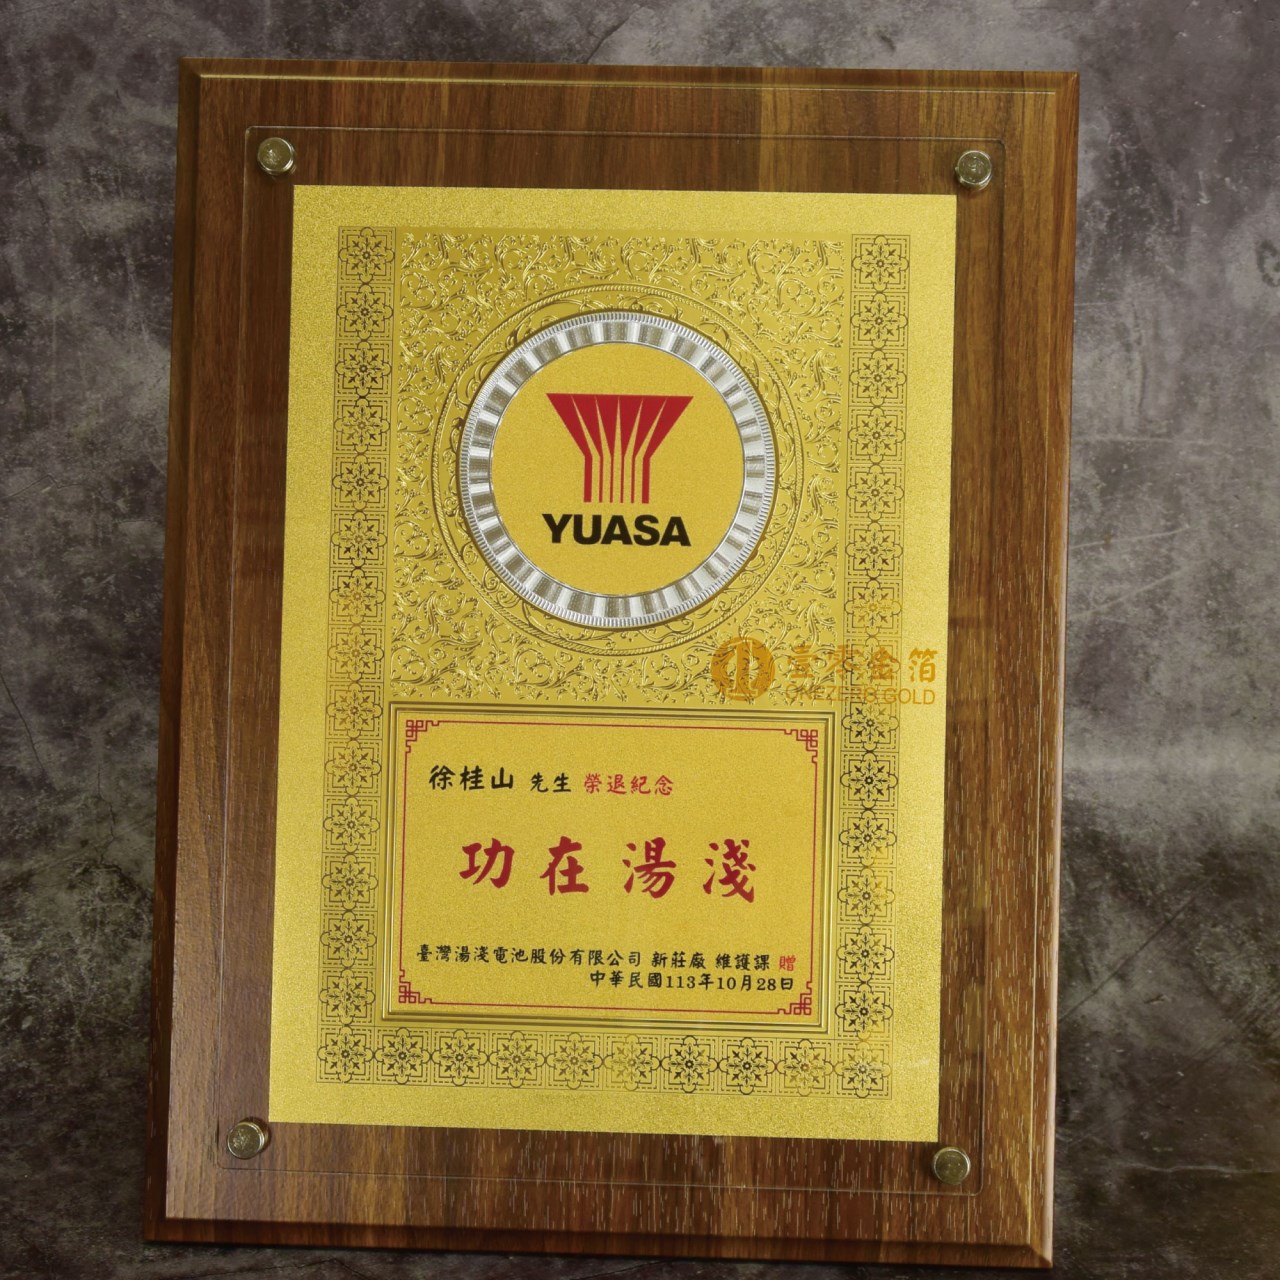 YUASA
壹零金箔
ONEZERO GOLD
徐桂山 先生 榮退紀念
功在湯淺
臺灣湯淺電池股份有限公司 新莊廠 維護課 贈
中華民國113年10月28日